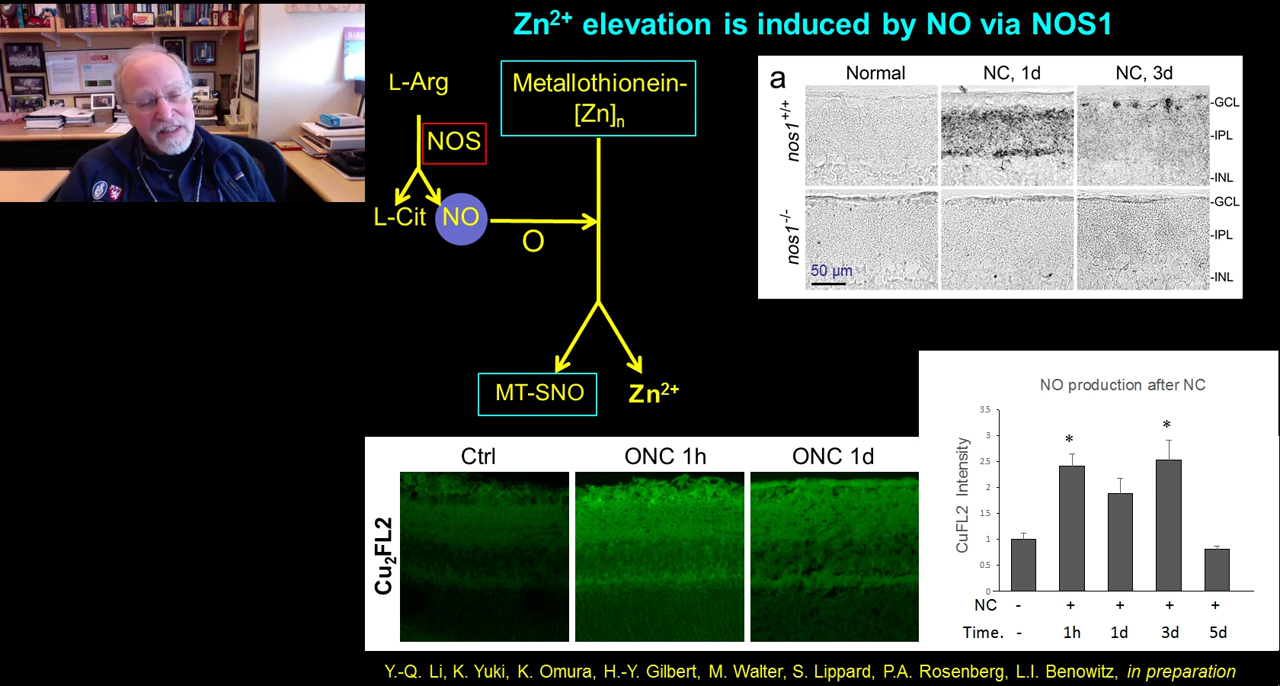 Zn²⁺ elevation is induced by NO via NOS1
L-Arg
NOS
L-Cit
NO
O
Metallothionein-
[Zn]ₙ
MT-SNO
Zn²⁺
a
Normal
NC, 1d
NC, 3d
nos1⁺/⁺
-GCL
-IPL
-INL
nos1⁻/⁻
-GCL
-IPL
-INL
50 µm
Ctrl
ONC 1h
ONC 1d
Cu₂FL2
NO production after NC
CuFL2 Intensity
3.5
3
2.5
2
1.5
1
0.5
0
* *
NC - + + + +
Time. - 1h 1d 3d 5d
Y.-Q. Li, K. Yuki, K. Omura, H.-Y. Gilbert, M. Walter, S. Lippard, P.A. Rosenberg, L.I. Benowitz, in preparation